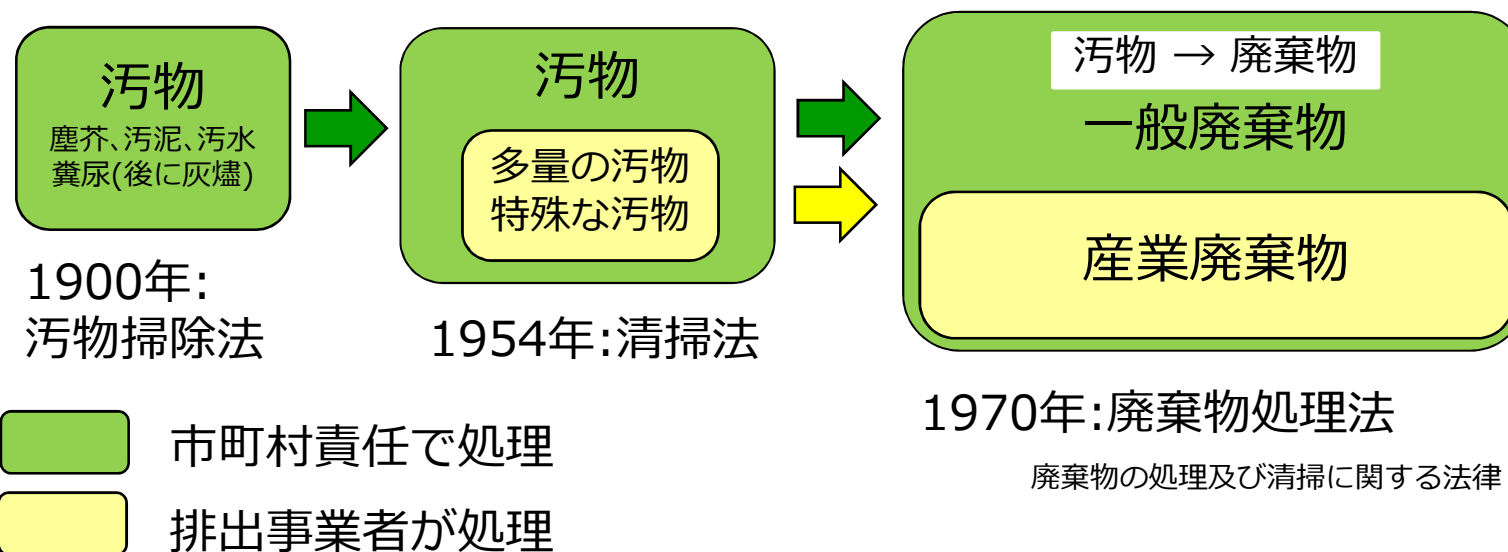 汚物
塵芥、汚泥、汚水
糞尿(後に灰燼)
1900年:
汚物掃除法
汚物
多量の汚物
特殊な汚物
1954年:清掃法
汚物 → 廃棄物
一般廃棄物
産業廃棄物
1970年:廃棄物処理法
廃棄物の処理及び清掃に関する法律
市町村責任で処理
排出事業者が処理